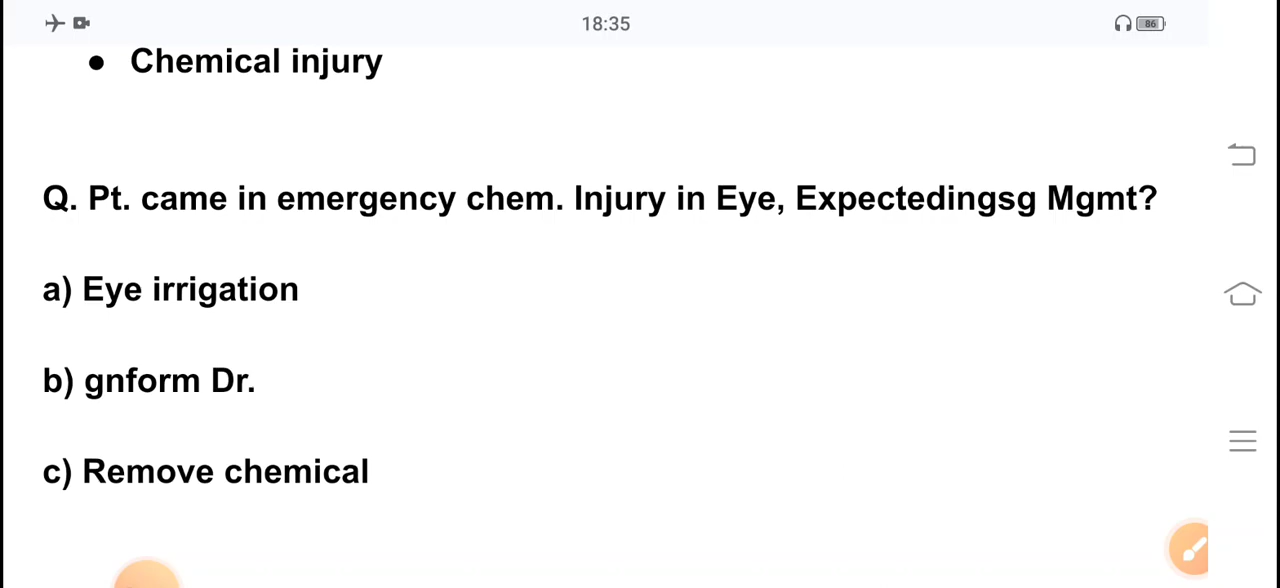 18:35
86
● Chemical injury
Q. Pt. came in emergency chem. Injury in Eye, Expectedingsg Mgmt?
a) Eye irrigation
b) gnform Dr.
c) Remove chemical